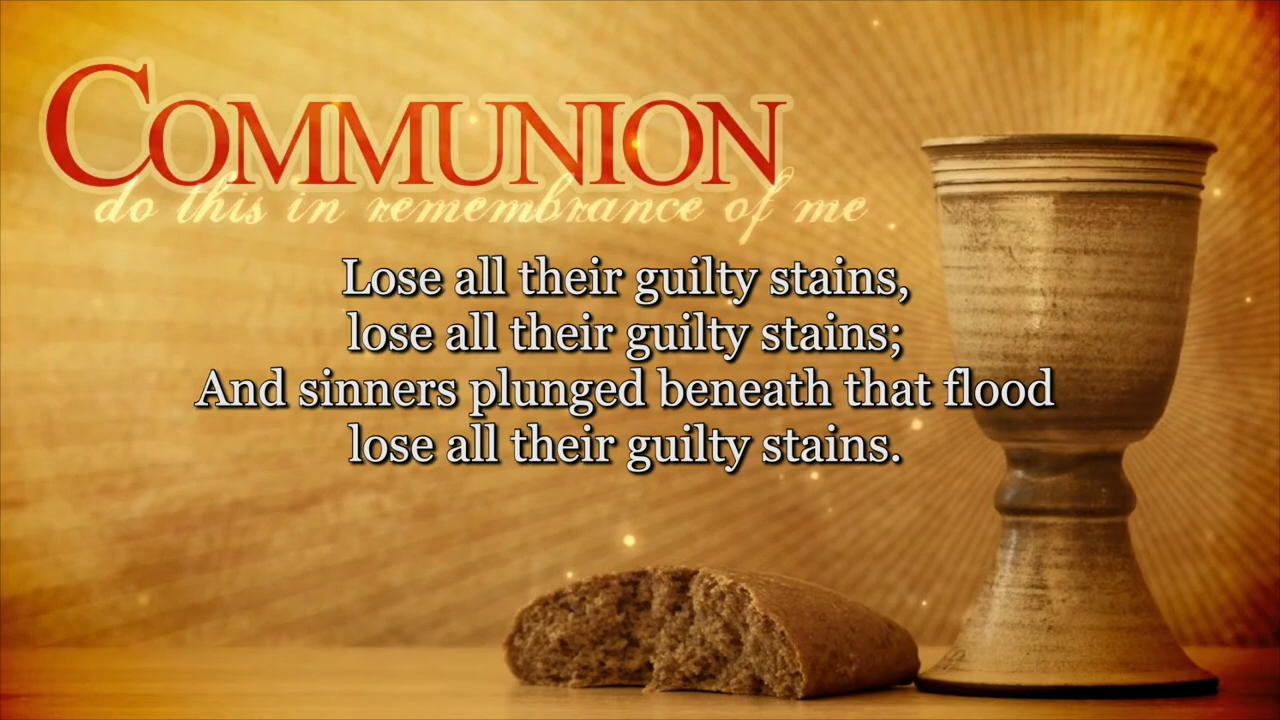 COMMUNION
do this in remembrance of me
Lose all their guilty stains,
lose all their guilty stains;
And sinners plunged beneath that flood
lose all their guilty stains.